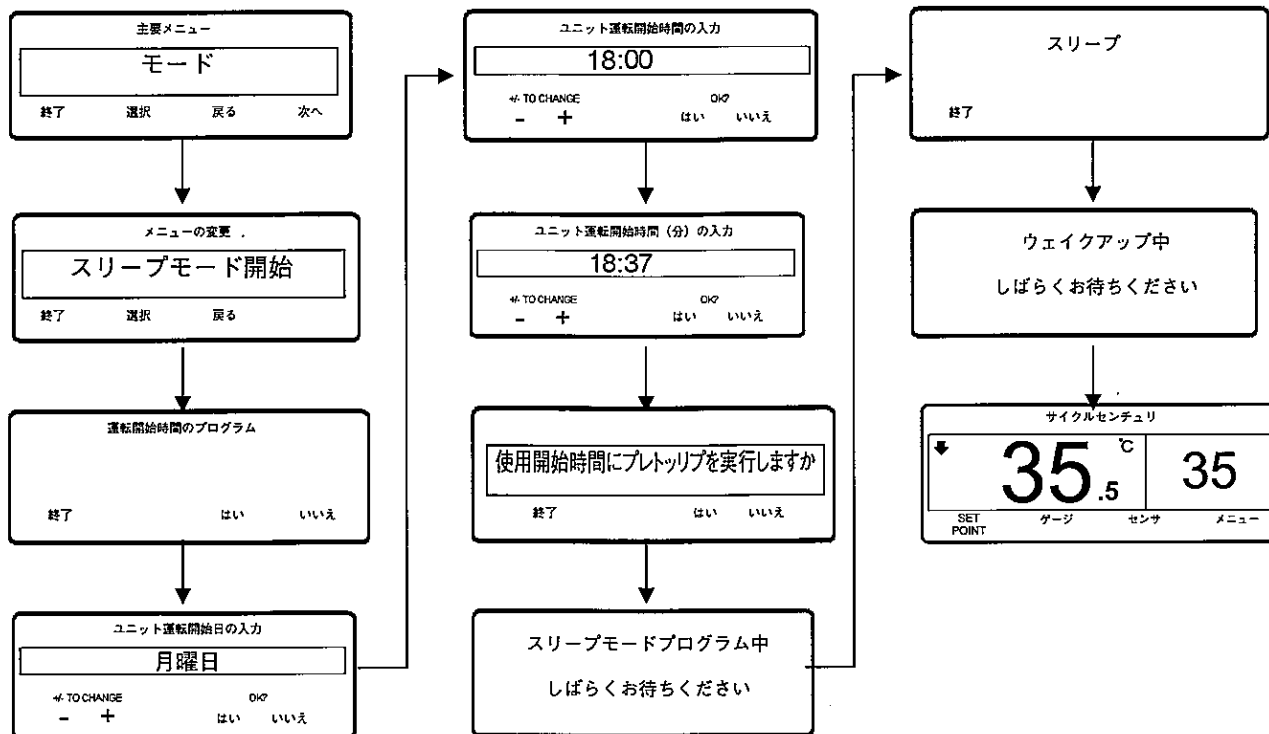 主要メニュー
モード
終了 選択 戻る 次へ
メニューの変更
スリープモード開始
終了 選択 戻る
運転開始時間のプログラム
終了 はい いいえ
ユニット運転開始日の入力
月曜日
+/- TO CHANGE OK?
- + はい いいえ
ユニット運転開始時間の入力
18:00
+/- TO CHANGE OK?
- + はい いいえ
ユニット運転開始時間（分）の入力
18:37
+/- TO CHANGE OK?
- + はい いいえ
使用開始時間にプレトッリプを実行しますか
終了 はい いいえ
スリープモードプログラム中
しばらくお待ちください
スリープ
終了
ウェイクアップ中
しばらくお待ちください
サイクルセンチュリ
35.5 ℃ 35
SET POINT ゲージ センサ メニュー